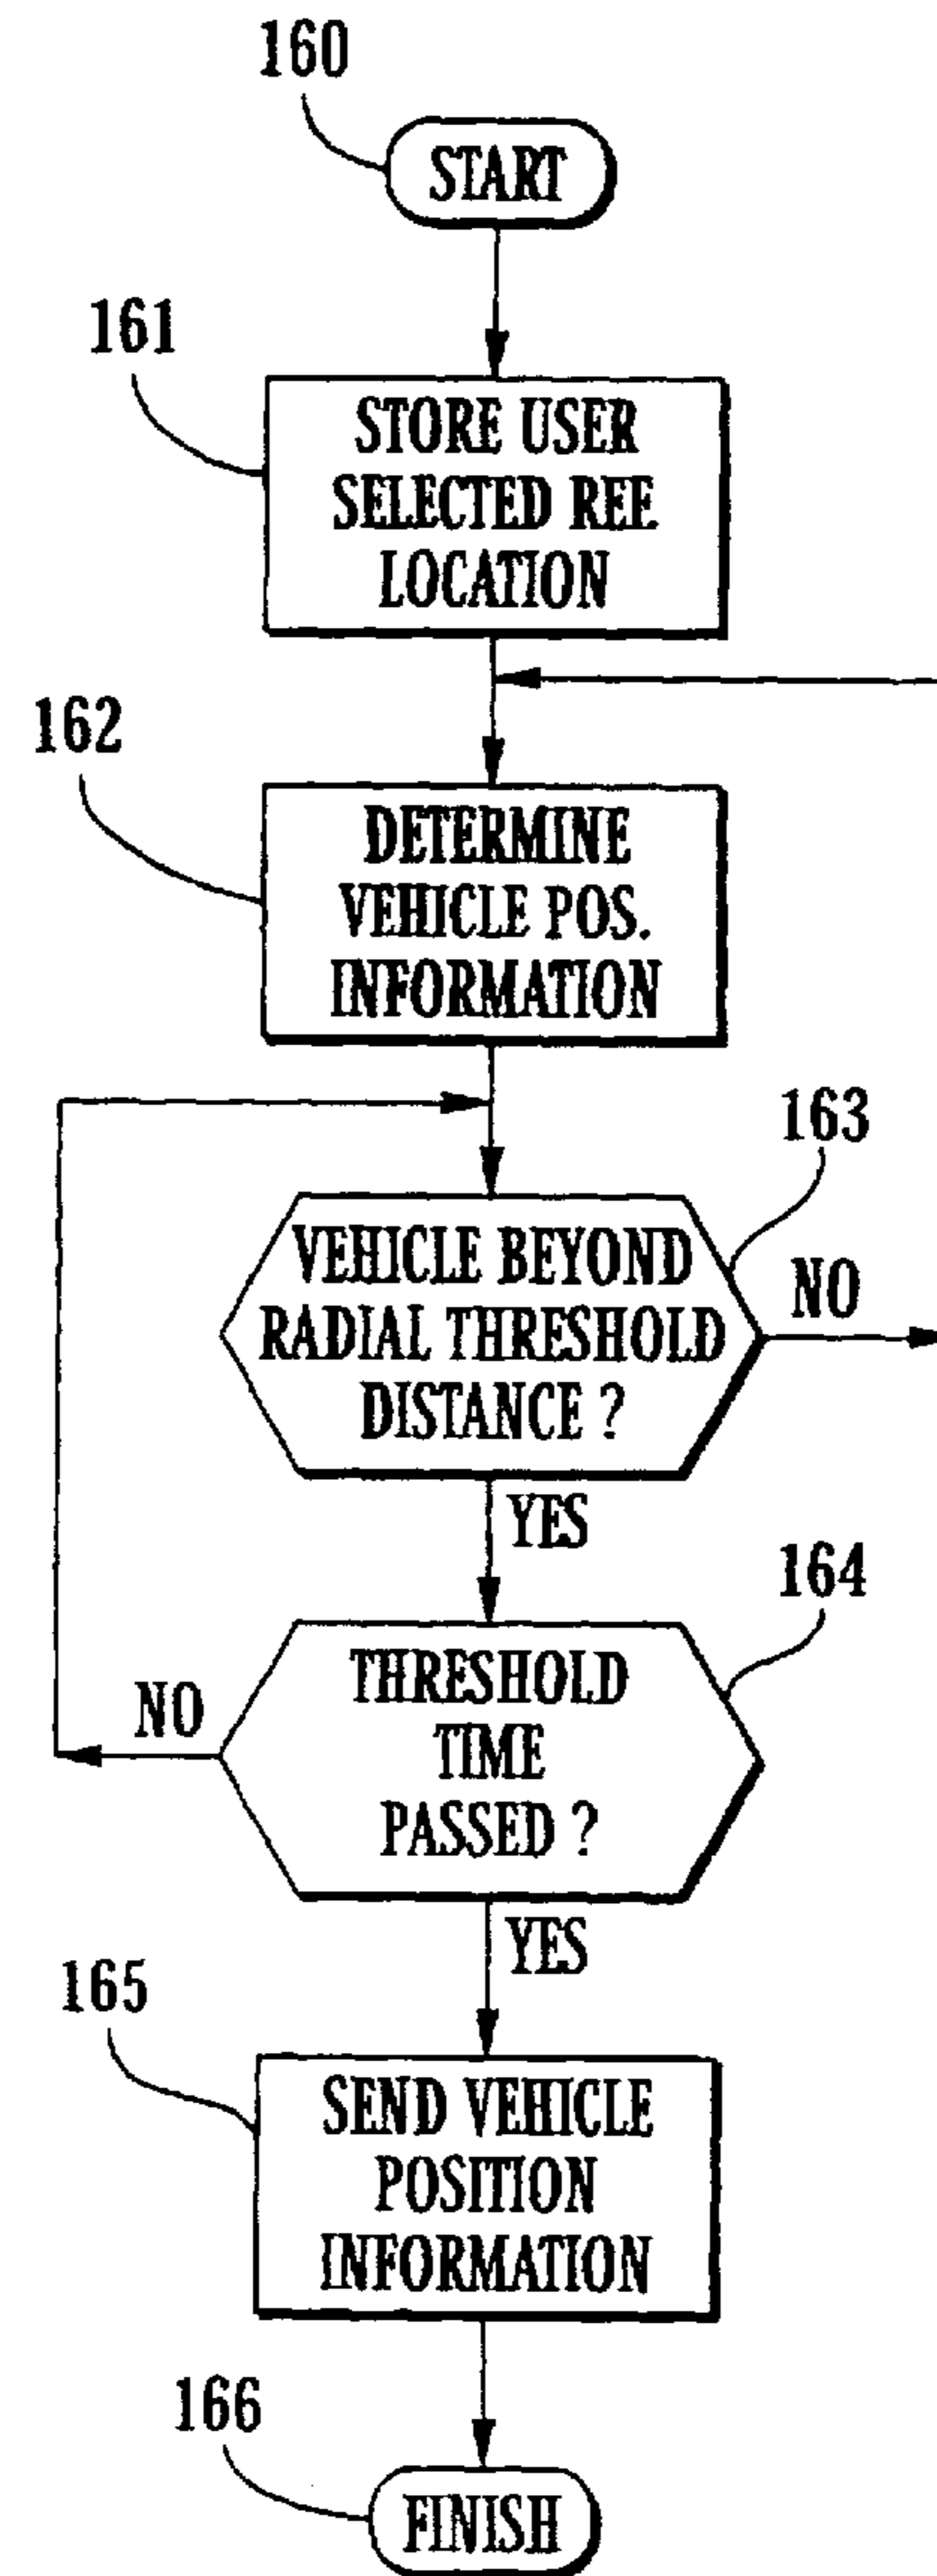 160
START
161
STORE USER
SELECTED REF.
LOCATION
162
DETERMINE
VEHICLE POS.
INFORMATION
163
VEHICLE BEYOND
RADIAL THRESHOLD
DISTANCE ?
NO
YES
164
THRESHOLD
TIME
PASSED ?
NO
YES
165
SEND VEHICLE
POSITION
INFORMATION
166
FINISH